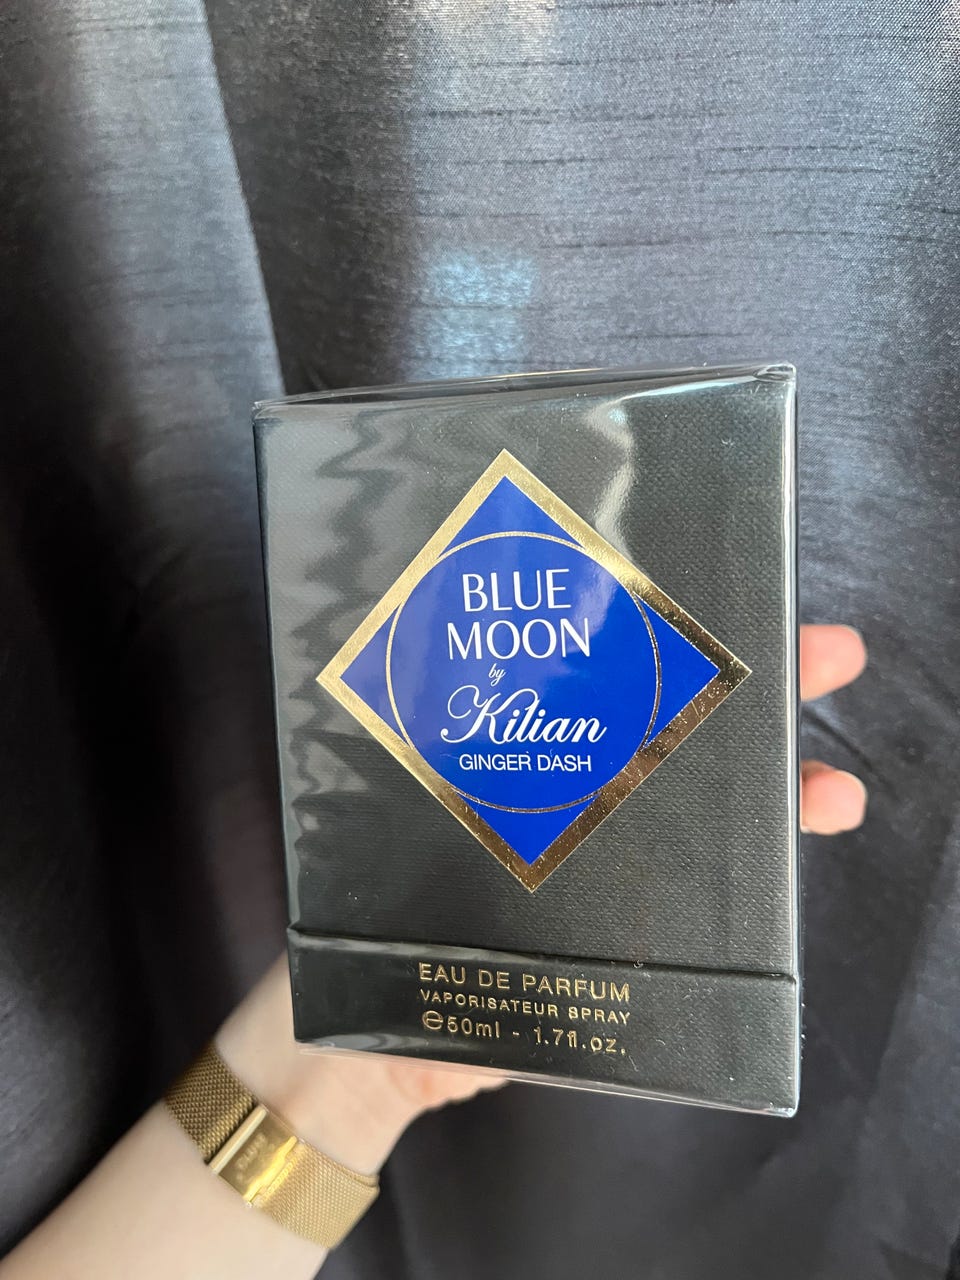 BLUE
MOON
by
Kilian
GINGER DASH
EAU DE PARFUM
VAPORISATEUR SPRAY
℮50ml - 1.7fl.oz.